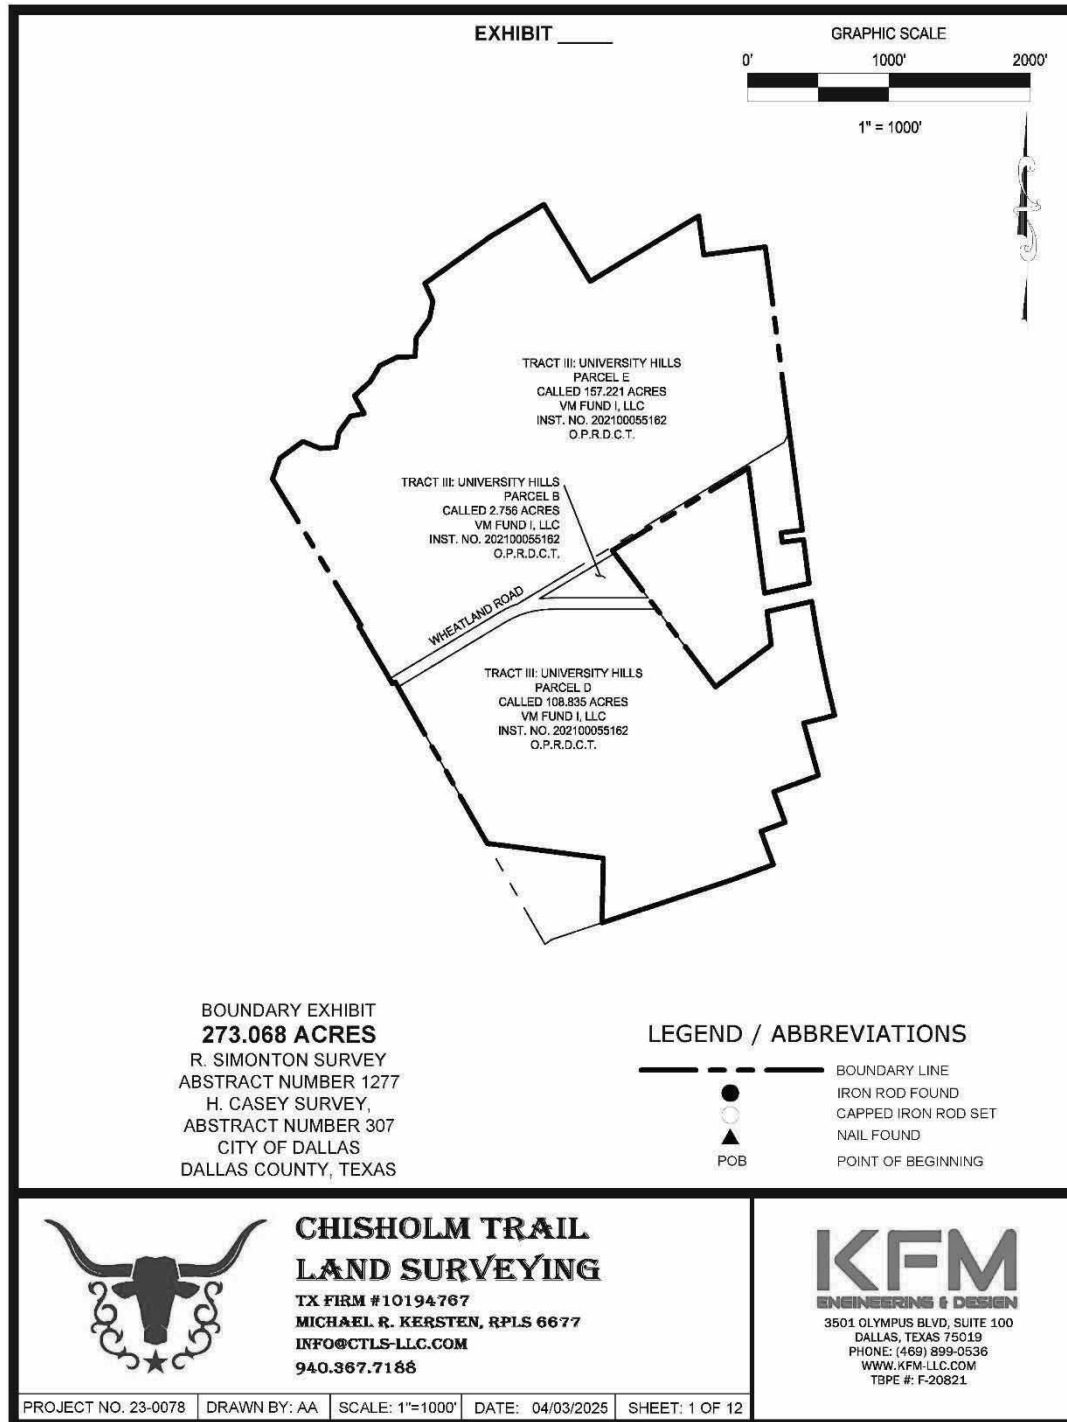 EXHIBIT _____
GRAPHIC SCALE
0' 1000' 2000'
1" = 1000'
TRACT III: UNIVERSITY HILLS
PARCEL E
CALLED 157.221 ACRES
VM FUND I, LLC
INST. NO. 202100055162
O.P.R.D.C.T.
TRACT III: UNIVERSITY HILLS
PARCEL B
CALLED 2.756 ACRES
VM FUND I, LLC
INST. NO. 202100055162
O.P.R.D.C.T.
WHEATLAND ROAD
TRACT III: UNIVERSITY HILLS
PARCEL D
CALLED 108.835 ACRES
VM FUND I, LLC
INST. NO. 202100055162
O.P.R.D.C.T.
BOUNDARY EXHIBIT
273.068 ACRES
R. SIMONTON SURVEY
ABSTRACT NUMBER 1277
H. CASEY SURVEY,
ABSTRACT NUMBER 307
CITY OF DALLAS
DALLAS COUNTY, TEXAS
LEGEND / ABBREVIATIONS
BOUNDARY LINE
IRON ROD FOUND
CAPPED IRON ROD SET
NAIL FOUND
POB POINT OF BEGINNING
CHISHOLM TRAIL
LAND SURVEYING
TX FIRM #10194767
MICHAEL R. KERSTEN, RPLS 6677
INFO@CTLS-LLC.COM
940.367.7188
KFM
ENGINEERING & DESIGN
3501 OLYMPUS BLVD, SUITE 100
DALLAS, TEXAS 75019
PHONE: (469) 899-0536
WWW.KFM-LLC.COM
TBPE #: F-20821
PROJECT NO. 23-0078 DRAWN BY: AA SCALE: 1"=1000' DATE: 04/03/2025 SHEET: 1 OF 12